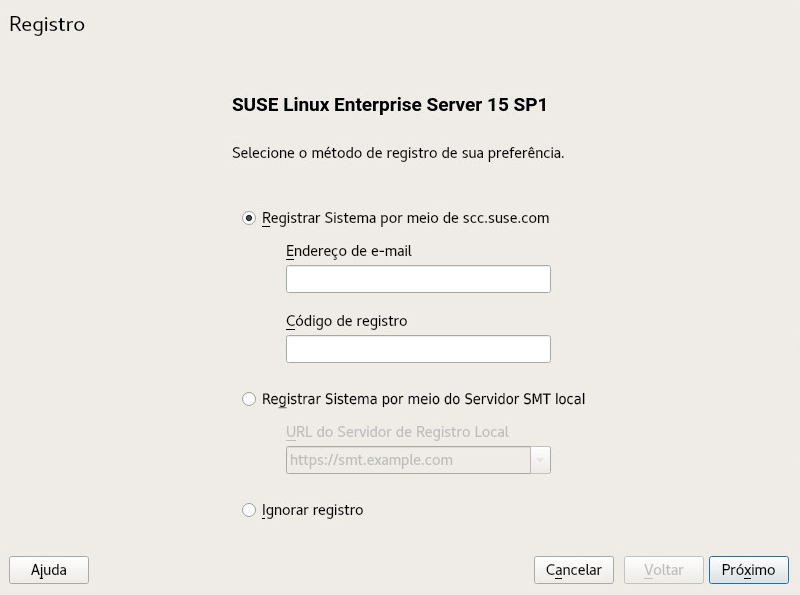 Registro
SUSE Linux Enterprise Server 15 SP1
Selecione o método de registro de sua preferência.
Registrar Sistema por meio de scc.suse.com
Endereço de e-mail
Código de registro
Registrar Sistema por meio do Servidor SMT local
URL do Servidor de Registro Local
https://smt.example.com
Ignorar registro
Ajuda
Cancelar
Voltar
Próximo